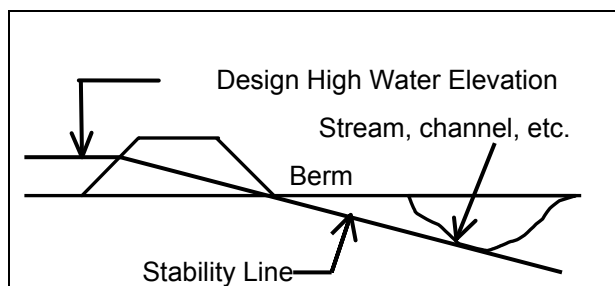 Design High Water Elevation
Stream, channel, etc.
Berm
Stability Line